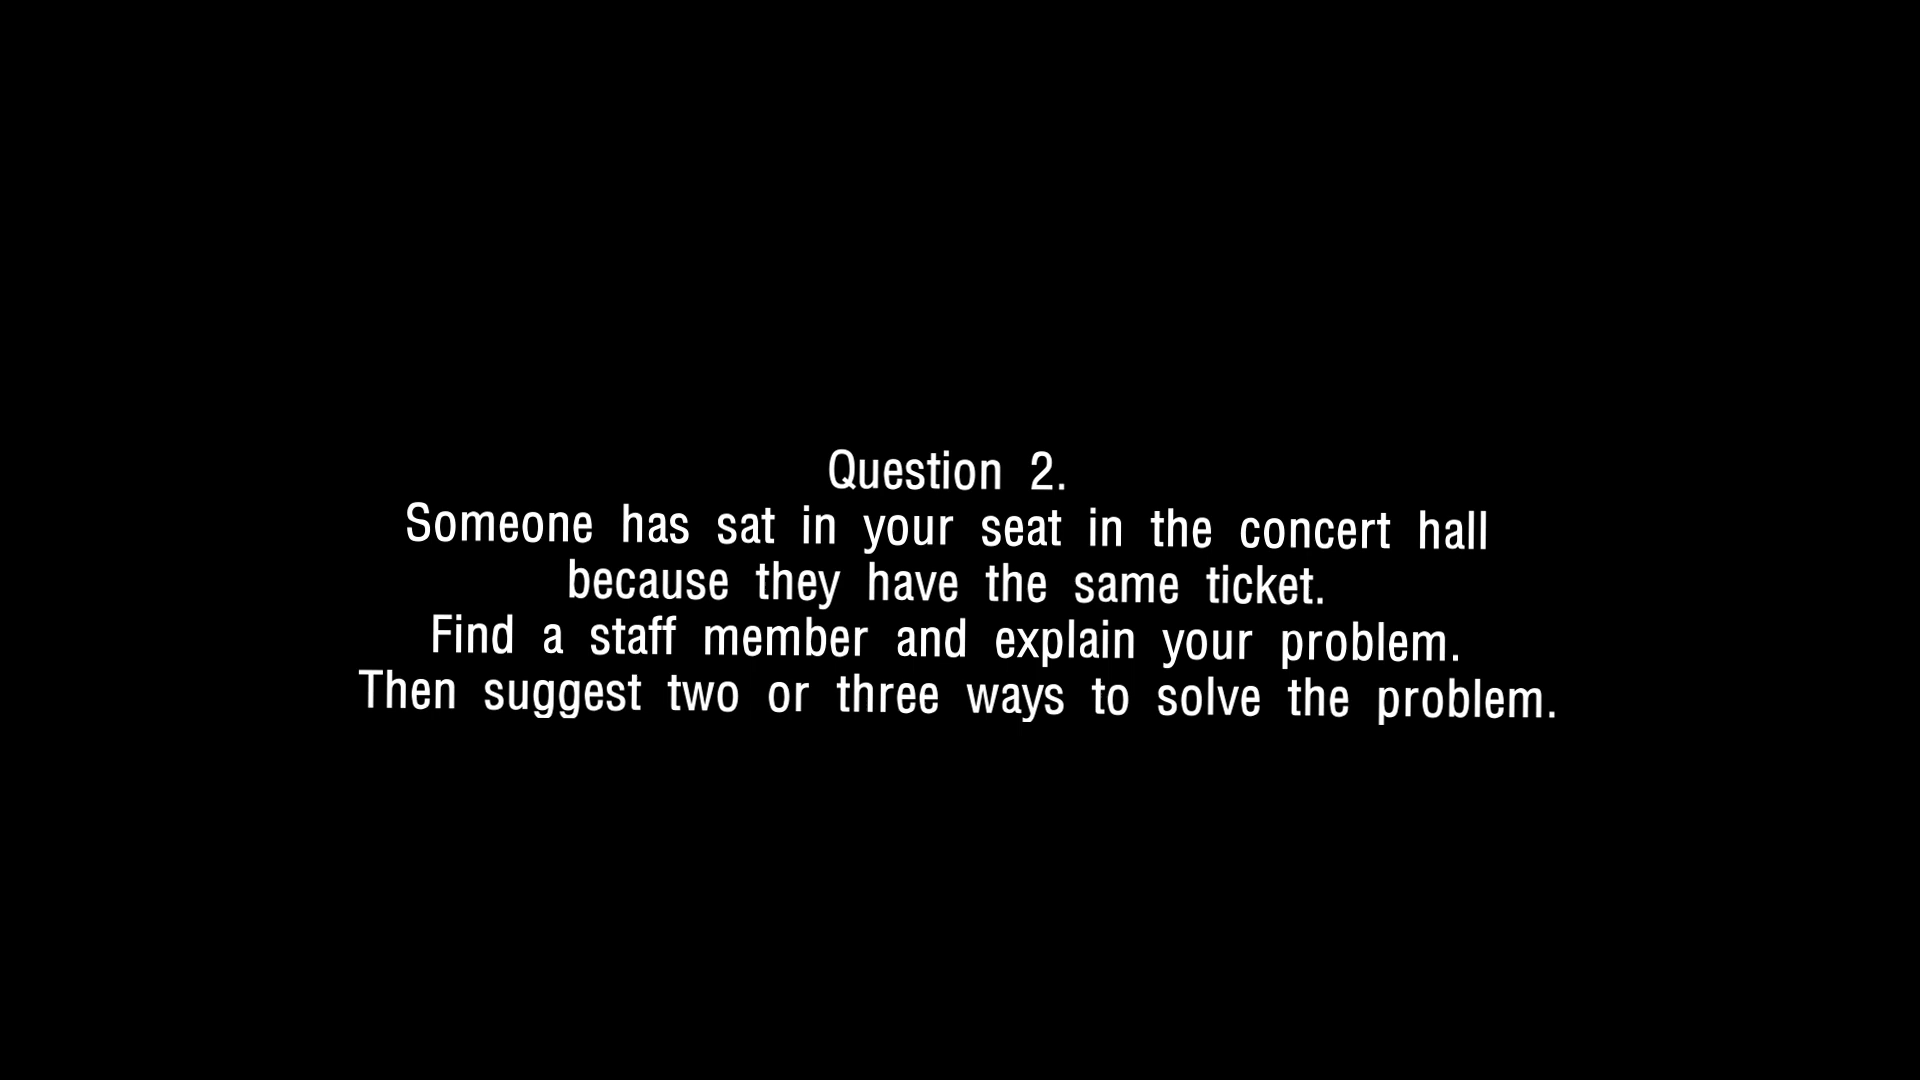 Question 2.
Someone has sat in your seat in the concert hall
because they have the same ticket.
Find a staff member and explain your problem.
Then suggest two or three ways to solve the problem.